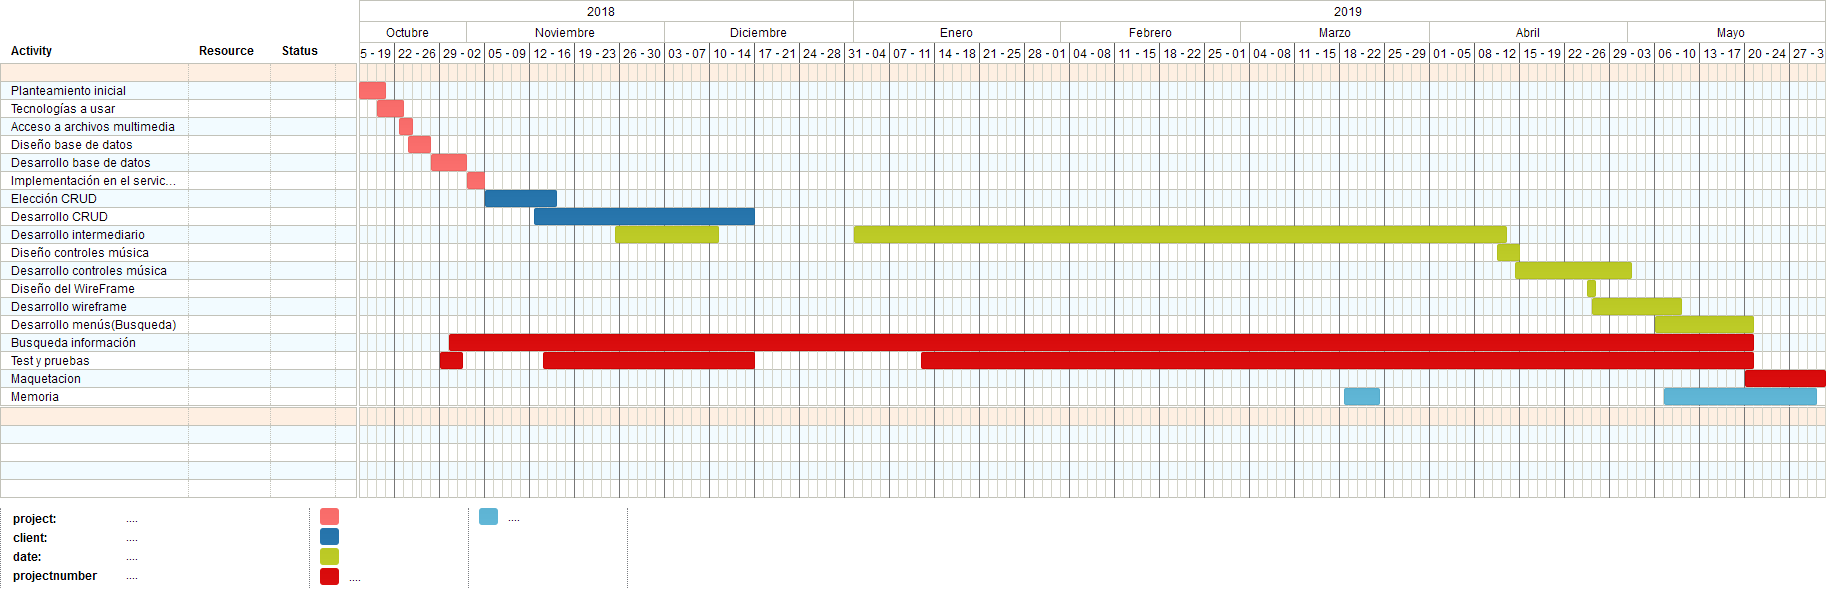 2018 2019
Octubre Noviembre Diciembre Enero Febrero Marzo Abril Mayo
Activity Resource Status
5 - 19 22 - 26 29 - 02 05 - 09 12 - 16 19 - 23 26 - 30 03 - 07 10 - 14 17 - 21 24 - 28 31 - 04 07 - 11 14 - 18 21 - 25 28 - 01 04 - 08 11 - 15 18 - 22 25 - 01 04 - 08 11 - 15 18 - 22 25 - 29 01 - 05 08 - 12 15 - 19 22 - 26 29 - 03 06 - 10 13 - 17 20 - 24 27 - 3
Planteamiento inicial
Tecnologías a usar
Acceso a archivos multimedia
Diseño base de datos
Desarrollo base de datos
Implementación en el servic...
Elección CRUD
Desarrollo CRUD
Desarrollo intermediario
Diseño controles música
Desarrollo controles música
Diseño del WireFrame
Desarrollo wireframe
Desarrollo menús(Busqueda)
Busqueda información
Test y pruebas
Maquetacion
Memoria
project: .... ....
client: ....
date: ....
projectnumber .... ....